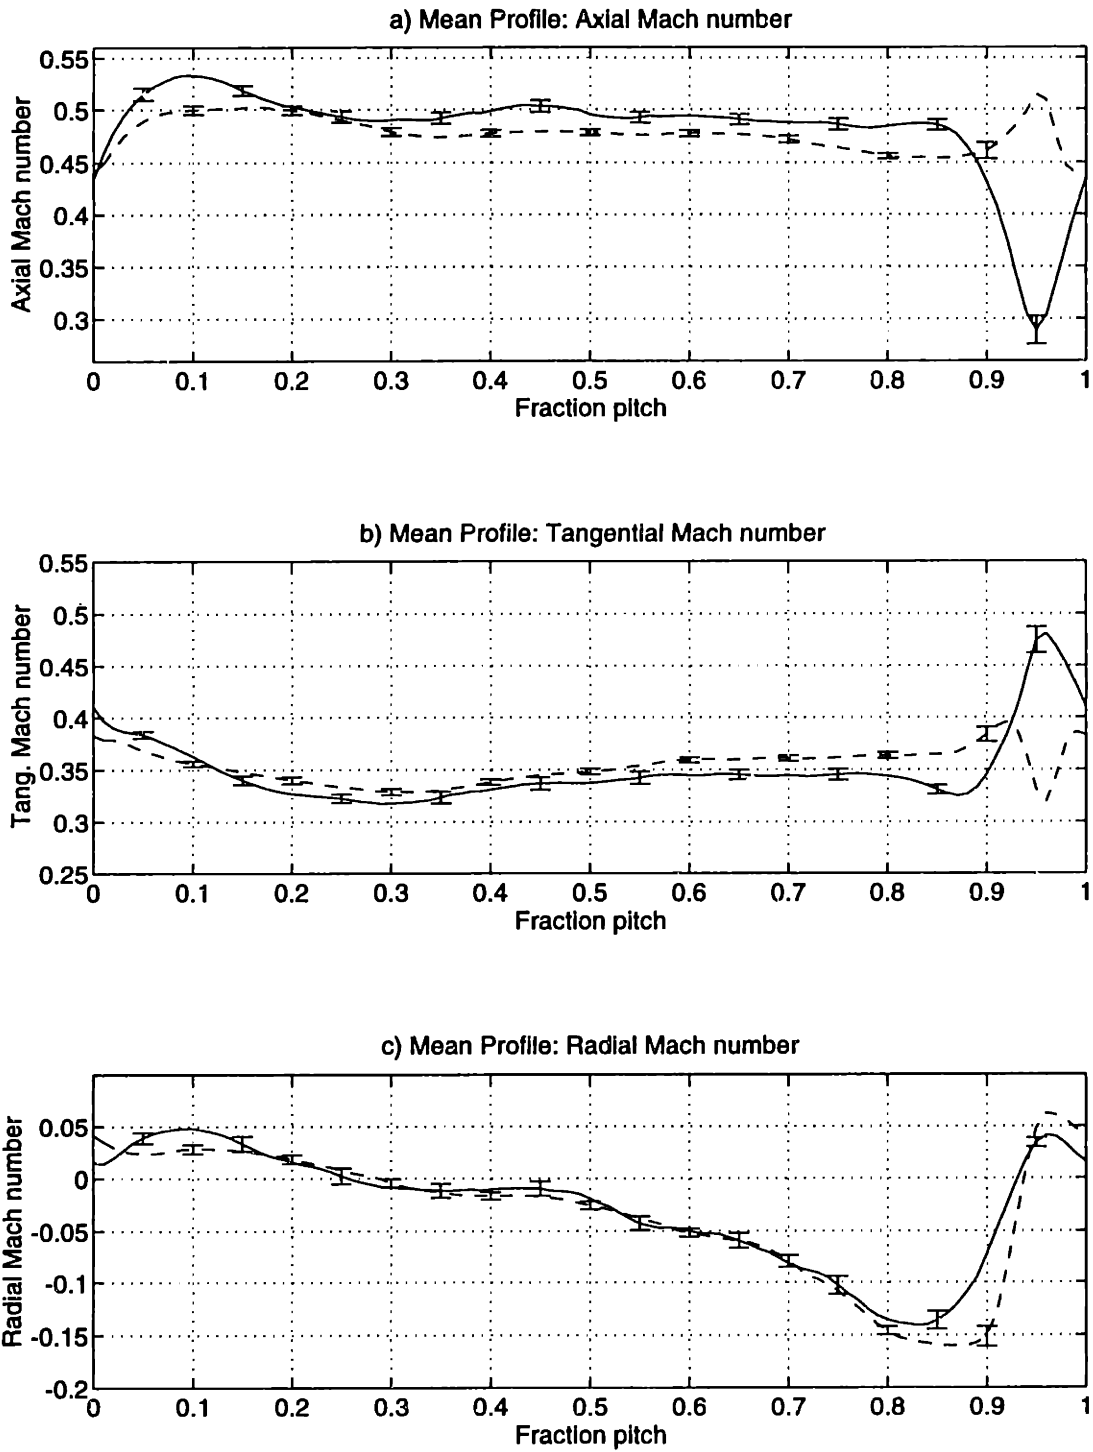 a) Mean Profile: Axial Mach number
Axial Mach number
0.55
0.5
0.45
0.4
0.35
0.3
0 0.1 0.2 0.3 0.4 0.5 0.6 0.7 0.8 0.9 1
Fraction pitch
b) Mean Profile: Tangential Mach number
Tang. Mach number
0.55
0.5
0.45
0.4
0.35
0.3
0.25
0 0.1 0.2 0.3 0.4 0.5 0.6 0.7 0.8 0.9 1
Fraction pitch
c) Mean Profile: Radial Mach number
Radial Mach number
0.05
0
-0.05
-0.1
-0.15
-0.2
0 0.1 0.2 0.3 0.4 0.5 0.6 0.7 0.8 0.9 1
Fraction pitch